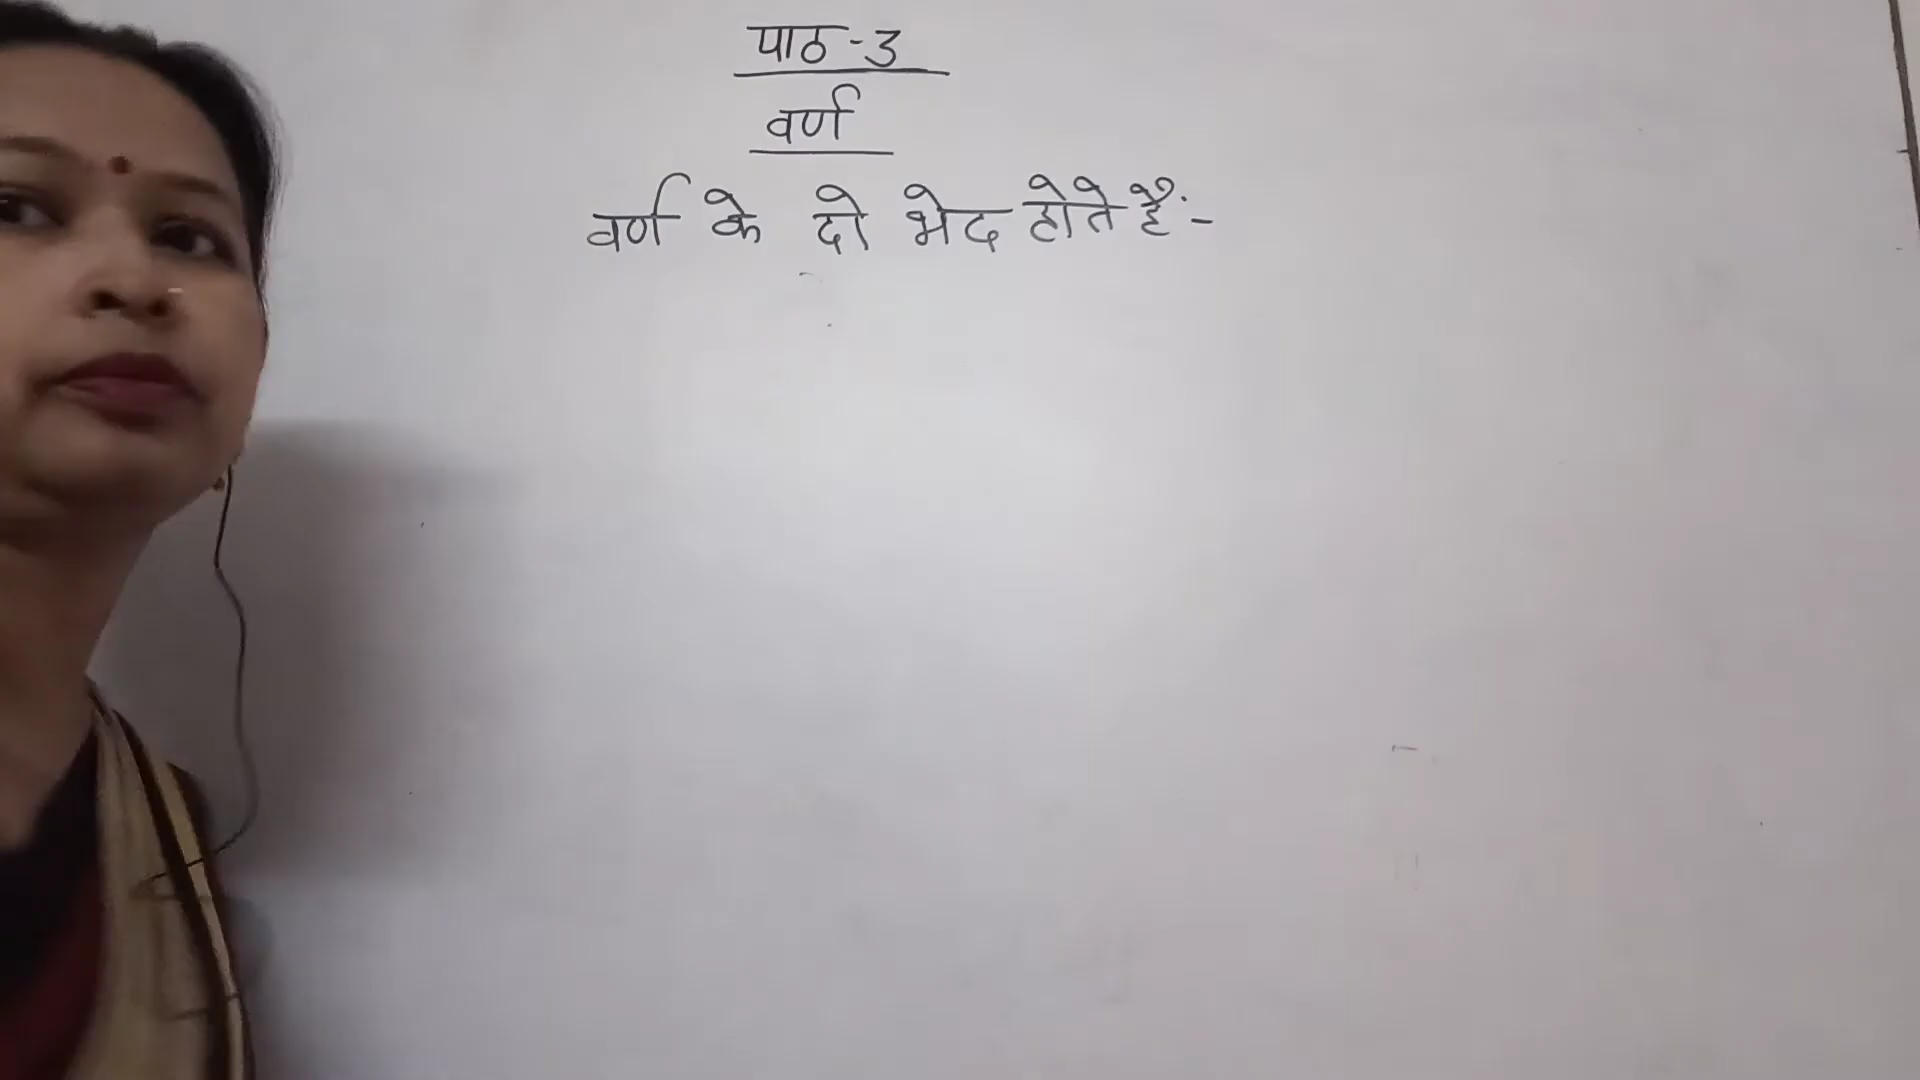 पाठ-3
वर्ण
वर्ण के दो भेद होते हैं:-